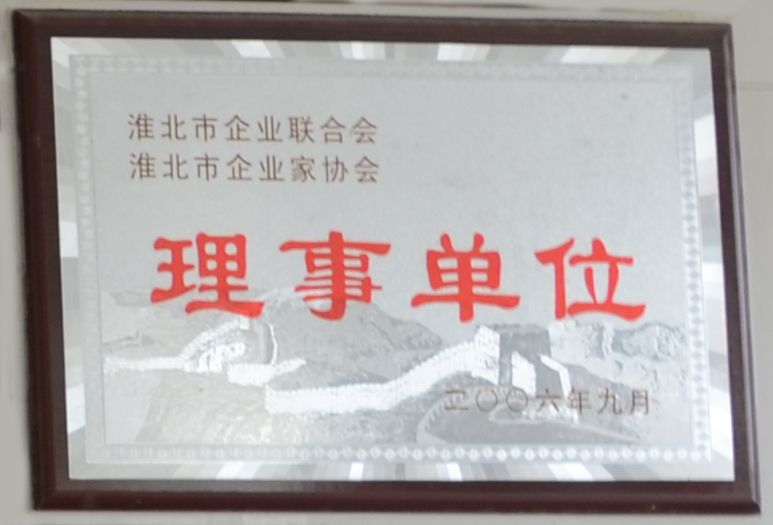 淮北市企业联合会
淮北市企业家协会
理事单位
二〇〇六年九月